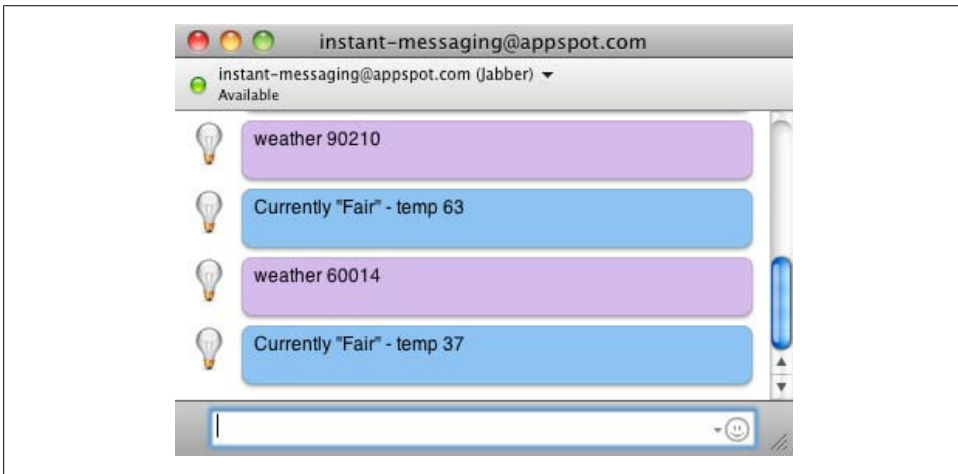 instant-messaging@appspot.com
instant-messaging@appspot.com (Jabber)
Available
weather 90210
Currently "Fair" - temp 63
weather 60014
Currently "Fair" - temp 37